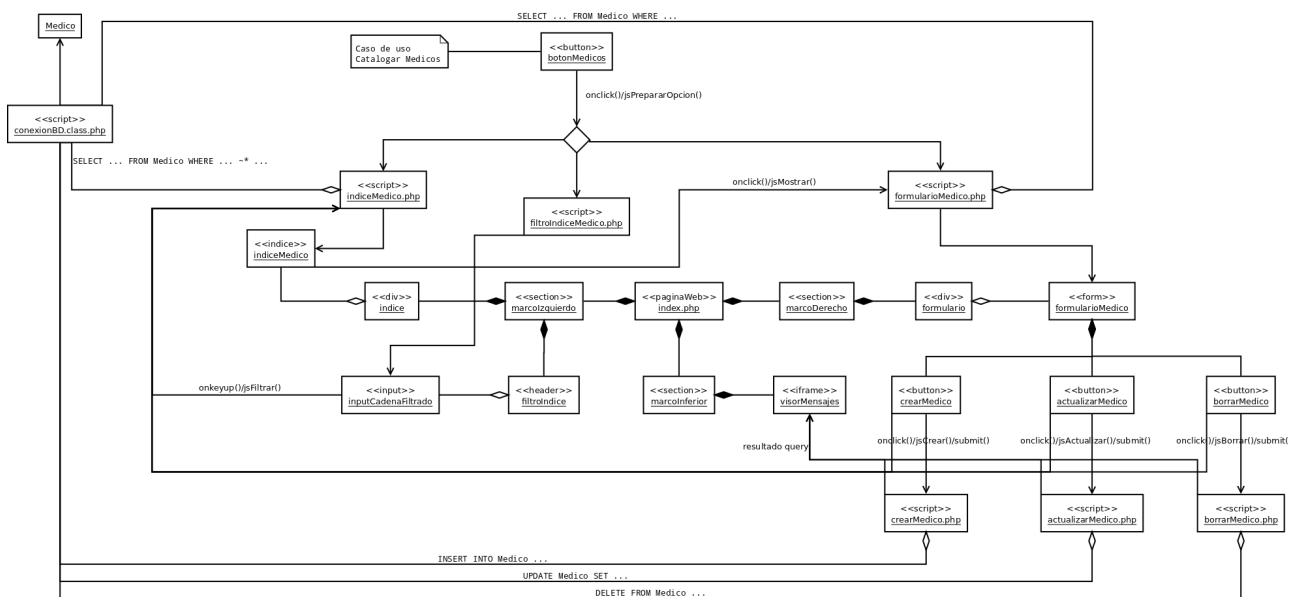 SELECT ... FROM Medico WHERE ...
Medico
Caso de uso
Catalogar Medicos
<<button>>
botonMedicos
onclick()/jsPrepararOpcion()
<<script>>
conexionBD.class.php
SELECT ... FROM Medico WHERE ... ~* ...
<<script>>
indiceMedico.php
onclick()/jsMostrar()
<<script>>
formularioMedico.php
<<script>>
filtroIndiceMedico.php
<<indice>>
indiceMedico
<<div>>
indice
<<section>>
marcoIzquierdo
<<paginaWeb>>
index.php
<<section>>
marcoDerecho
<<div>>
formulario
<<form>>
formularioMedico
onkeyup()/jsFiltrar()
<<input>>
inputCadenaFiltrado
<<header>>
filtroIndice
<<section>>
marcoInferior
<<iframe>>
visorMensajes
<<button>>
crearMedico
<<button>>
actualizarMedico
<<button>>
borrarMedico
resultado query
onclick()/jsCrear()/submit()
onclick()/jsActualizar()/submit()
onclick()/jsBorrar()/submit(
<<script>>
crearMedico.php
<<script>>
actualizarMedico.php
<<script>>
borrarMedico.php
INSERT INTO Medico ...
UPDATE Medico SET ...
DELETE FROM Medico ...